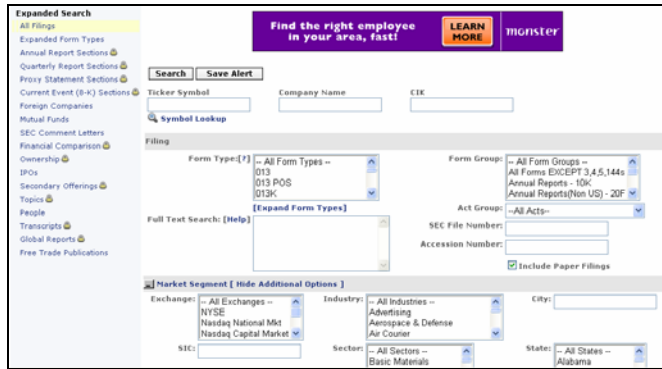 Expanded Search
All Filings
Expanded Form Types
Annual Report Sections
Quarterly Report Sections
Proxy Statement Sections
Current Event (8-K) Sections
Foreign Companies
Mutual Funds
SEC Comment Letters
Financial Comparison
Ownership
IPOs
Secondary Offerings
Topics
People
Transcripts
Global Reports
Free Trade Publications
Find the right employee
in your area, fast!
LEARN
MORE
monster
Search Save Alert
Ticker Symbol Company Name CIK
Symbol Lookup
Filing
Form Type:[?]
-- All Form Types --
013
013 POS
013K
[Expand Form Types]
Form Group:
-- All Form Groups --
All Forms EXCEPT 3,4,5,144s
Annual Reports - 10K
Annual Reports(Non US) - 20F
Act Group: --All Acts--
Full Text Search: [Help]
SEC File Number:
Accession Number:
Include Paper Filings
Market Segment [ Hide Additional Options ]
Exchange:
-- All Exchanges --
NYSE
Nasdaq National Mkt
Nasdaq Capital Market
Industry:
-- All Industries --
Advertising
Aerospace & Defense
Air Courier
City:
SIC:
Sector:
-- All Sectors --
Basic Materials
State:
-- All States --
Alabama